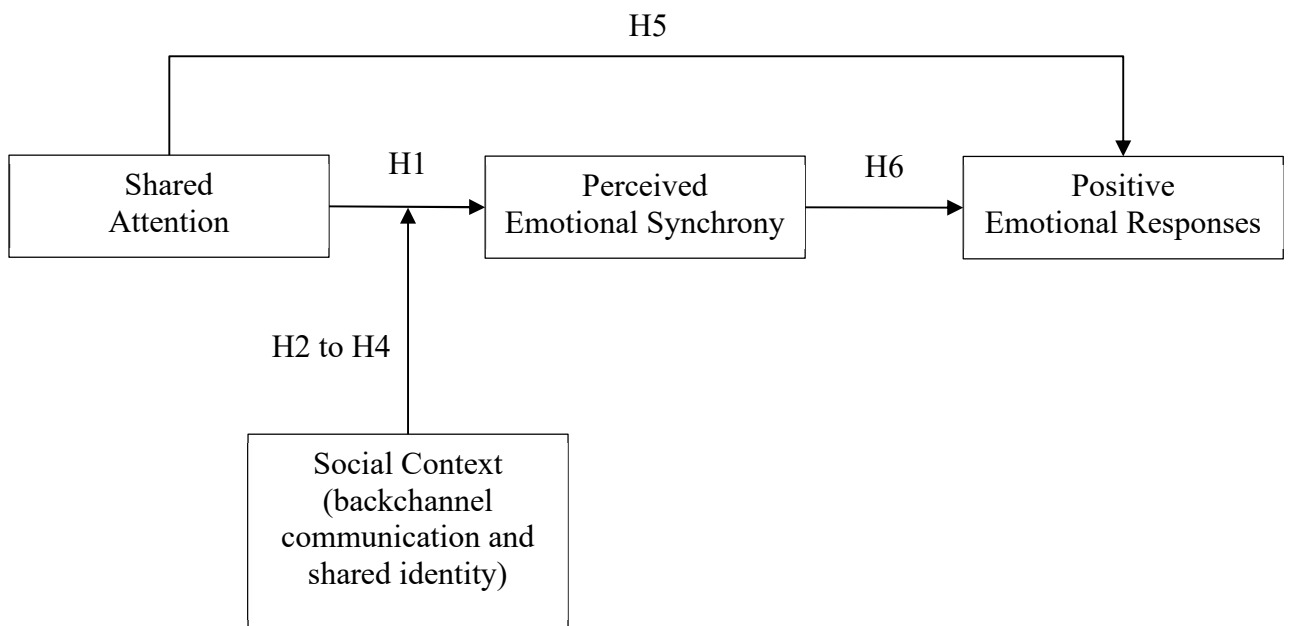 H5
Shared
Attention
H1
Perceived
Emotional Synchrony
H6
Positive
Emotional Responses
H2 to H4
Social Context
(backchannel
communication and
shared identity)